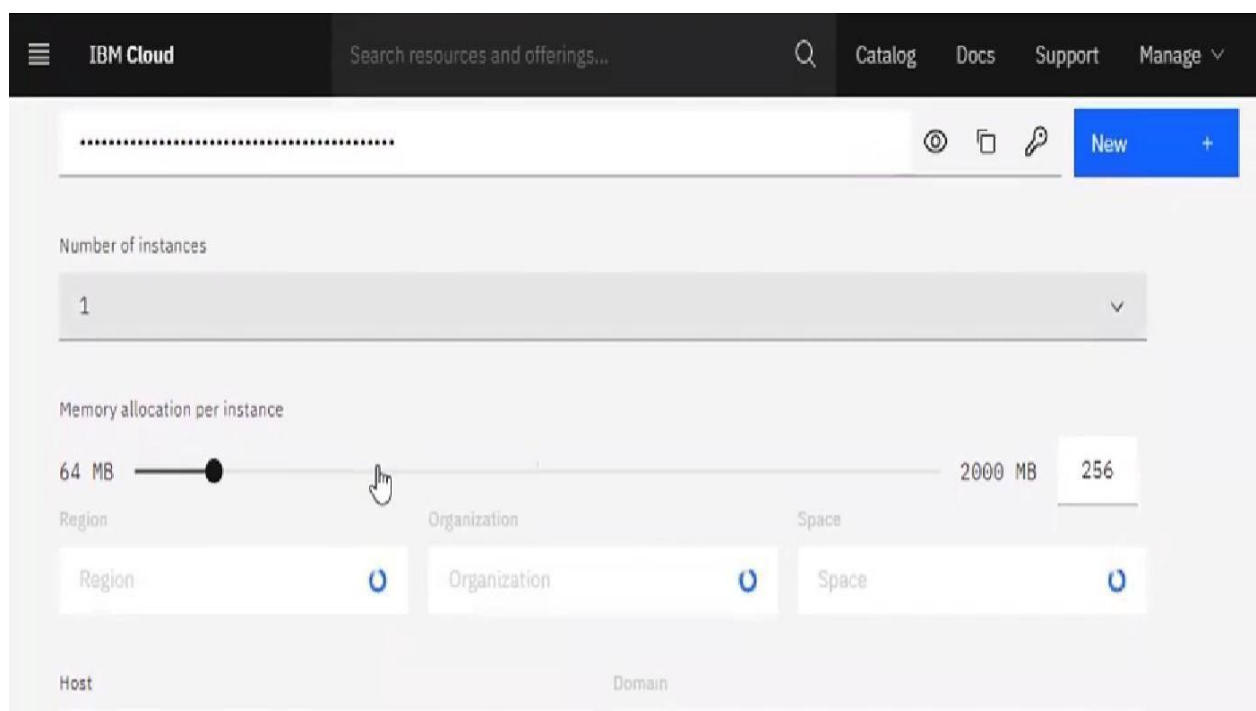 IBM Cloud Search resources and offerings... Catalog Docs Support Manage
New +
Number of instances
1
Memory allocation per instance
64 MB 2000 MB 256
Region Organization Space
Region Organization Space
Host Domain